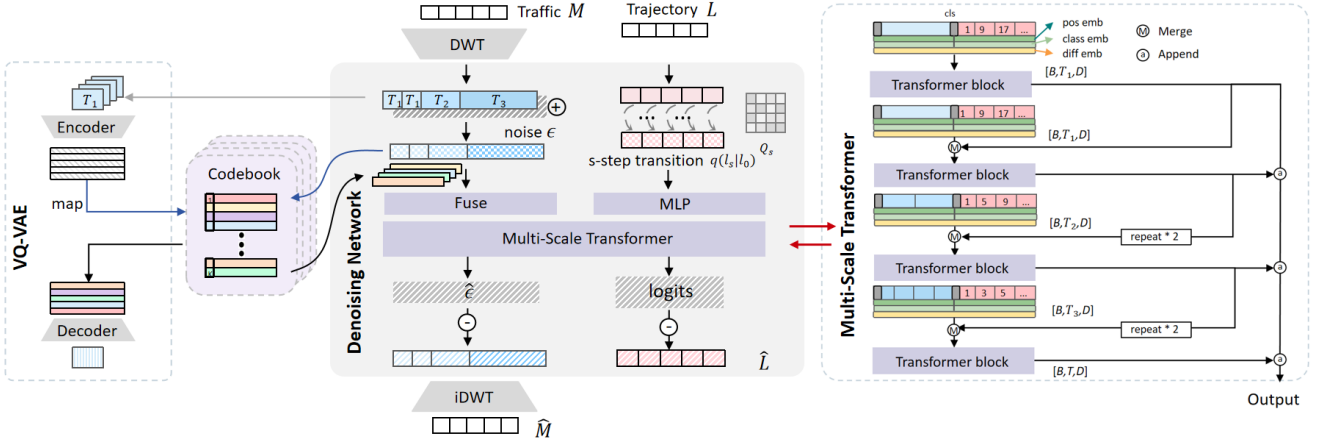 Traffic M
Trajectory L
DWT
T₁ T₁ T₂ T₃
noise ϵ
s-step transition q(lₛ|l₀)
Qₛ
Fuse
MLP
Multi-Scale Transformer
ϵ̂
logits
-
-
L̂
iDWT
M̂
Denoising Network
VQ-VAE
T₁
Encoder
map
Decoder
Codebook
Multi-Scale Transformer
cls
1 9 17 ...
pos emb
class emb
diff emb
M Merge
a Append
[B,T₁,D]
Transformer block
1 9 17 ...
[B,T₁,D]
M
Transformer block
a
1 5 9 ...
[B,T₂,D]
M
repeat * 2
Transformer block
a
1 3 5 ...
[B,T₃,D]
M
repeat * 2
Transformer block
a
[B,T,D]
Output